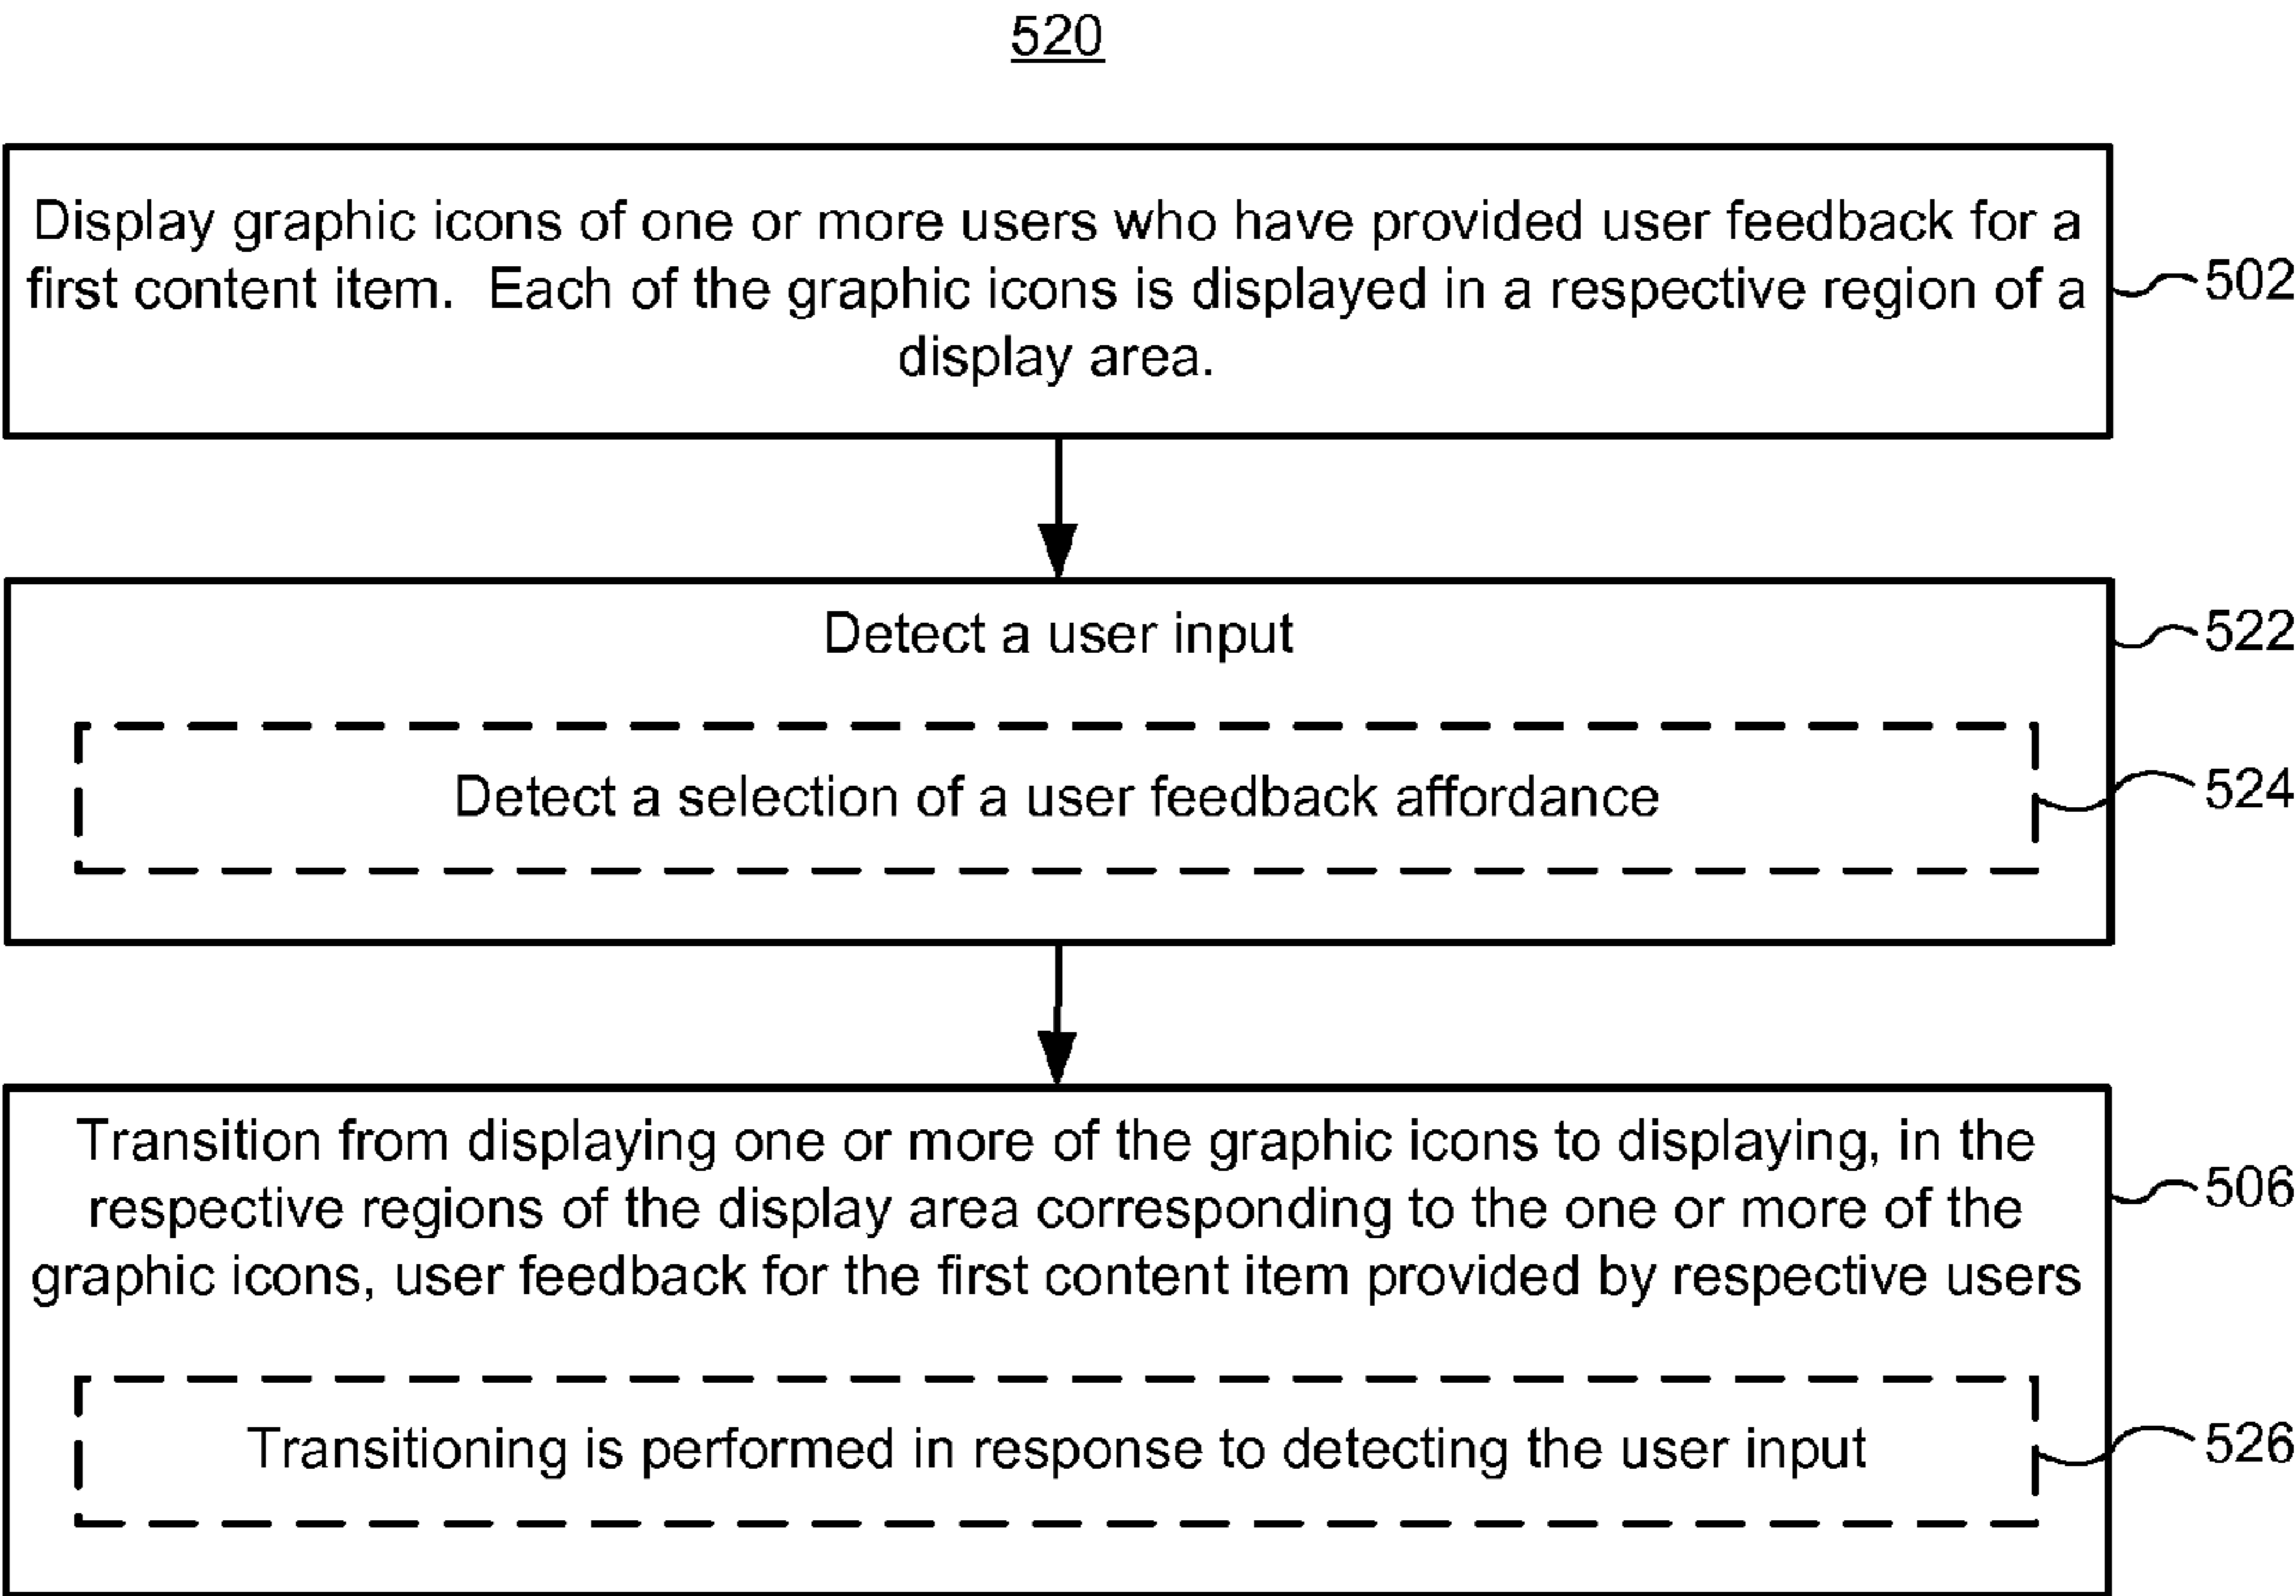 520
Display graphic icons of one or more users who have provided user feedback for a
first content item.  Each of the graphic icons is displayed in a respective region of a
display area.
502
Detect a user input
522
Detect a selection of a user feedback affordance
524
Transition from displaying one or more of the graphic icons to displaying, in the
respective regions of the display area corresponding to the one or more of the
graphic icons, user feedback for the first content item provided by respective users
506
Transitioning is performed in response to detecting the user input
526